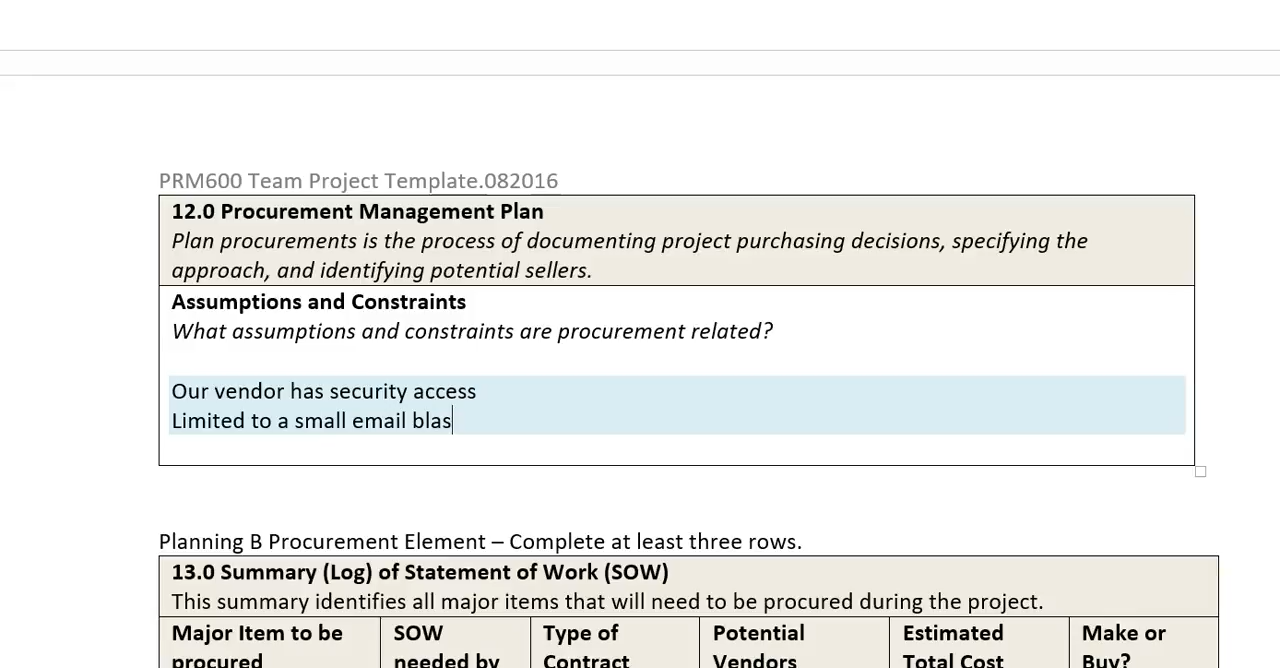 PRM600 Team Project Template.082016
12.0 Procurement Management Plan
Plan procurements is the process of documenting project purchasing decisions, specifying the
approach, and identifying potential sellers.
Assumptions and Constraints
What assumptions and constraints are procurement related?
Our vendor has security access
Limited to a small email blas
Planning B Procurement Element – Complete at least three rows.
13.0 Summary (Log) of Statement of Work (SOW)
This summary identifies all major items that will need to be procured during the project.
Major Item to be SOW Type of Potential Estimated Make or
procured needed by Contract Vendors Total Cost Buy?